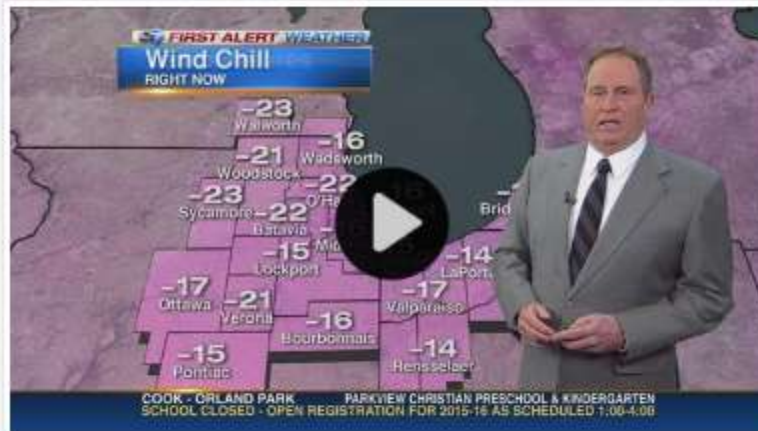 FIRST ALERT WEATHER
Wind Chill
RIGHT NOW
-23
Walworth
-16
Wadsworth
-21
Woodstock
-22
-23
Sycamore
-22
Batavia
-15
Lockport
-14
-17
Ottawa
-21
Verona
-17
Valparaiso
-16
Bourbonnais
-14
Rensselaer
-15
Pontiac
COOK - ORLAND PARK PARKVIEW CHRISTIAN PRESCHOOL & KINDERGARTEN
SCHOOL CLOSED - OPEN REGISTRATION FOR 2015-16 AS SCHEDULED 1:00-4:00